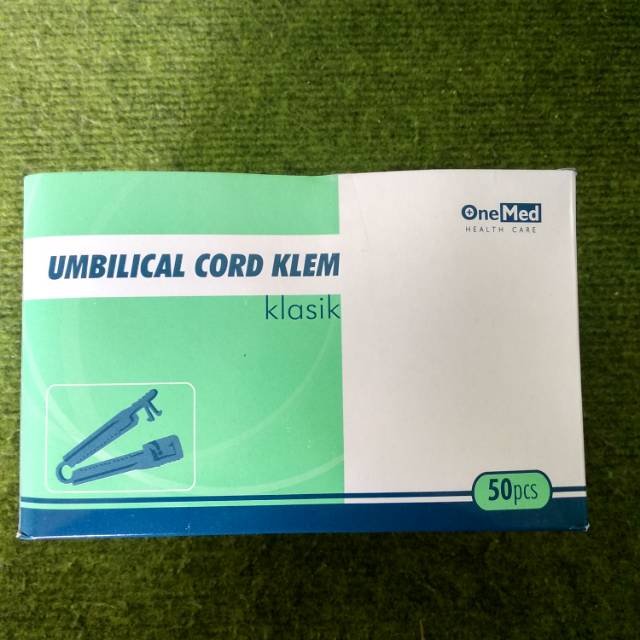 OneMed
HEALTH CARE
UMBILICAL CORD KLEM
klasik
50pcs